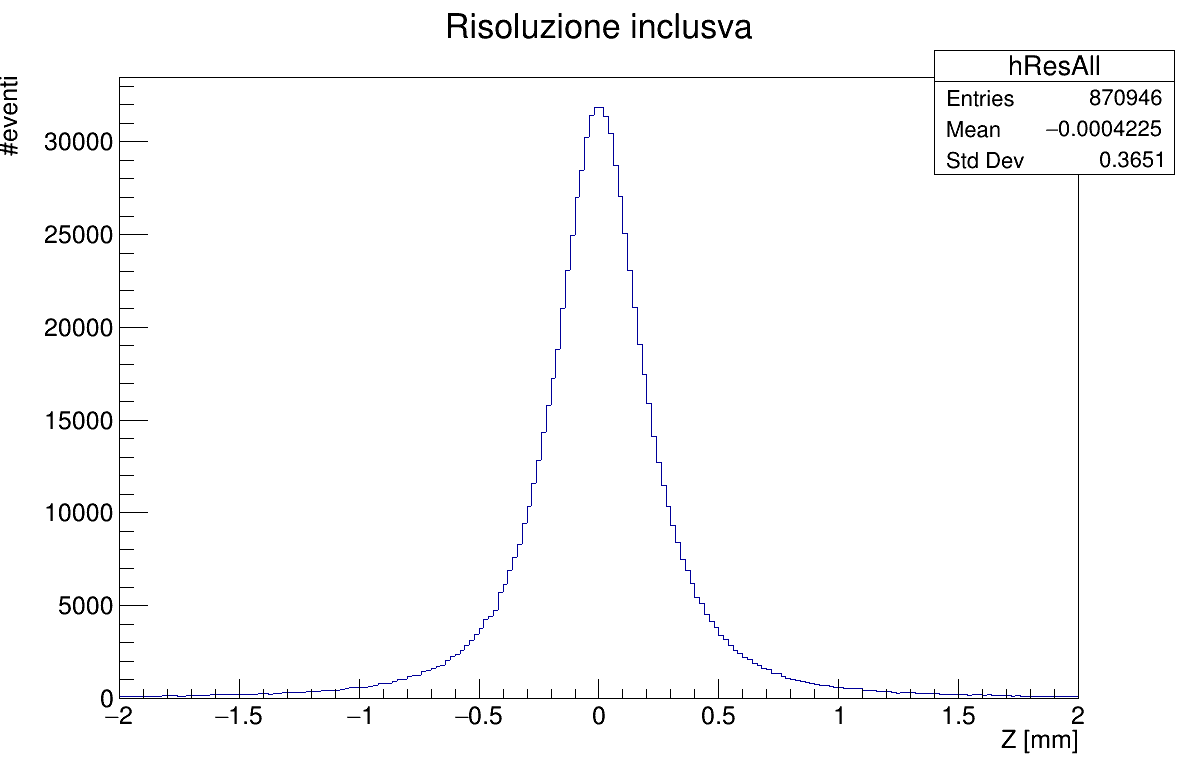 Risoluzione inclusva
hResAll
Entries 870946
Mean −0.0004225
Std Dev 0.3651
#eventi
30000
25000
20000
15000
10000
5000
0
−2 −1.5 −1 −0.5 0 0.5 1 1.5 2
Z [mm]